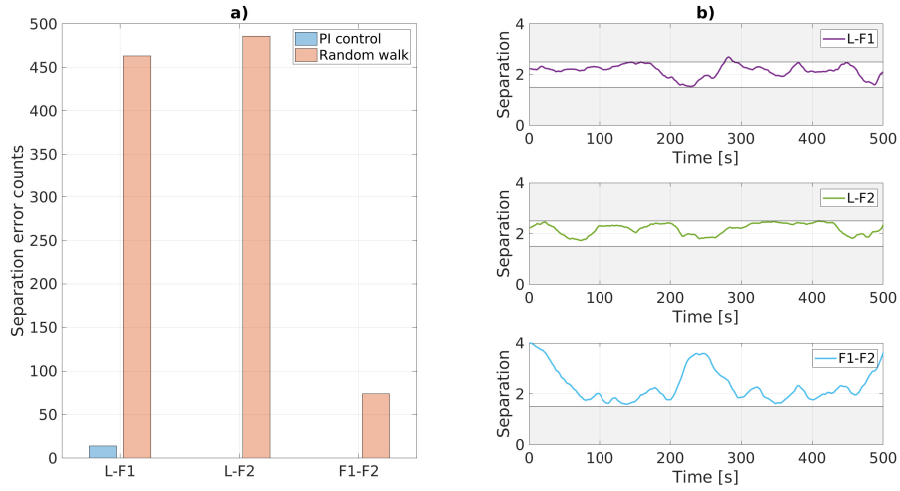 a)
Separation error counts
500
450
400
350
300
250
200
150
100
50
0
PI control
Random walk
L-F1
L-F2
F1-F2
b)
Separation
4
2
0
L-F1
0 100 200 300 400 500
Time [s]
Separation
4
2
0
L-F2
0 100 200 300 400 500
Time [s]
Separation
4
2
0
F1-F2
0 100 200 300 400 500
Time [s]